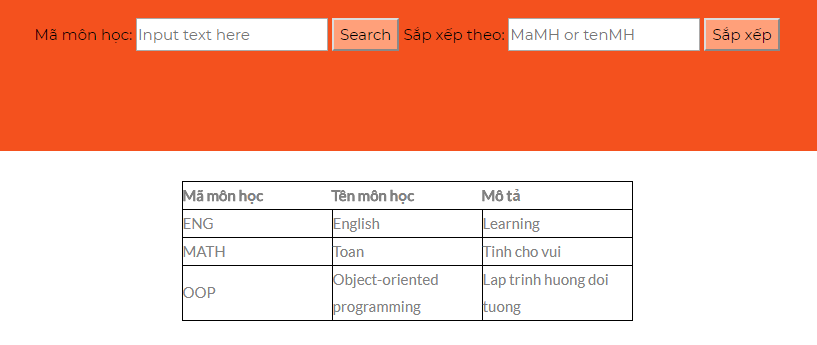 Mã môn học: Input text here Search Sắp xếp theo: MaMH or tenMH Sắp xếp
Mã môn học Tên môn học Mô tả
ENG English Learning
MATH Toan Tinh cho vui
OOP Object-oriented programming Lap trinh huong doi tuong